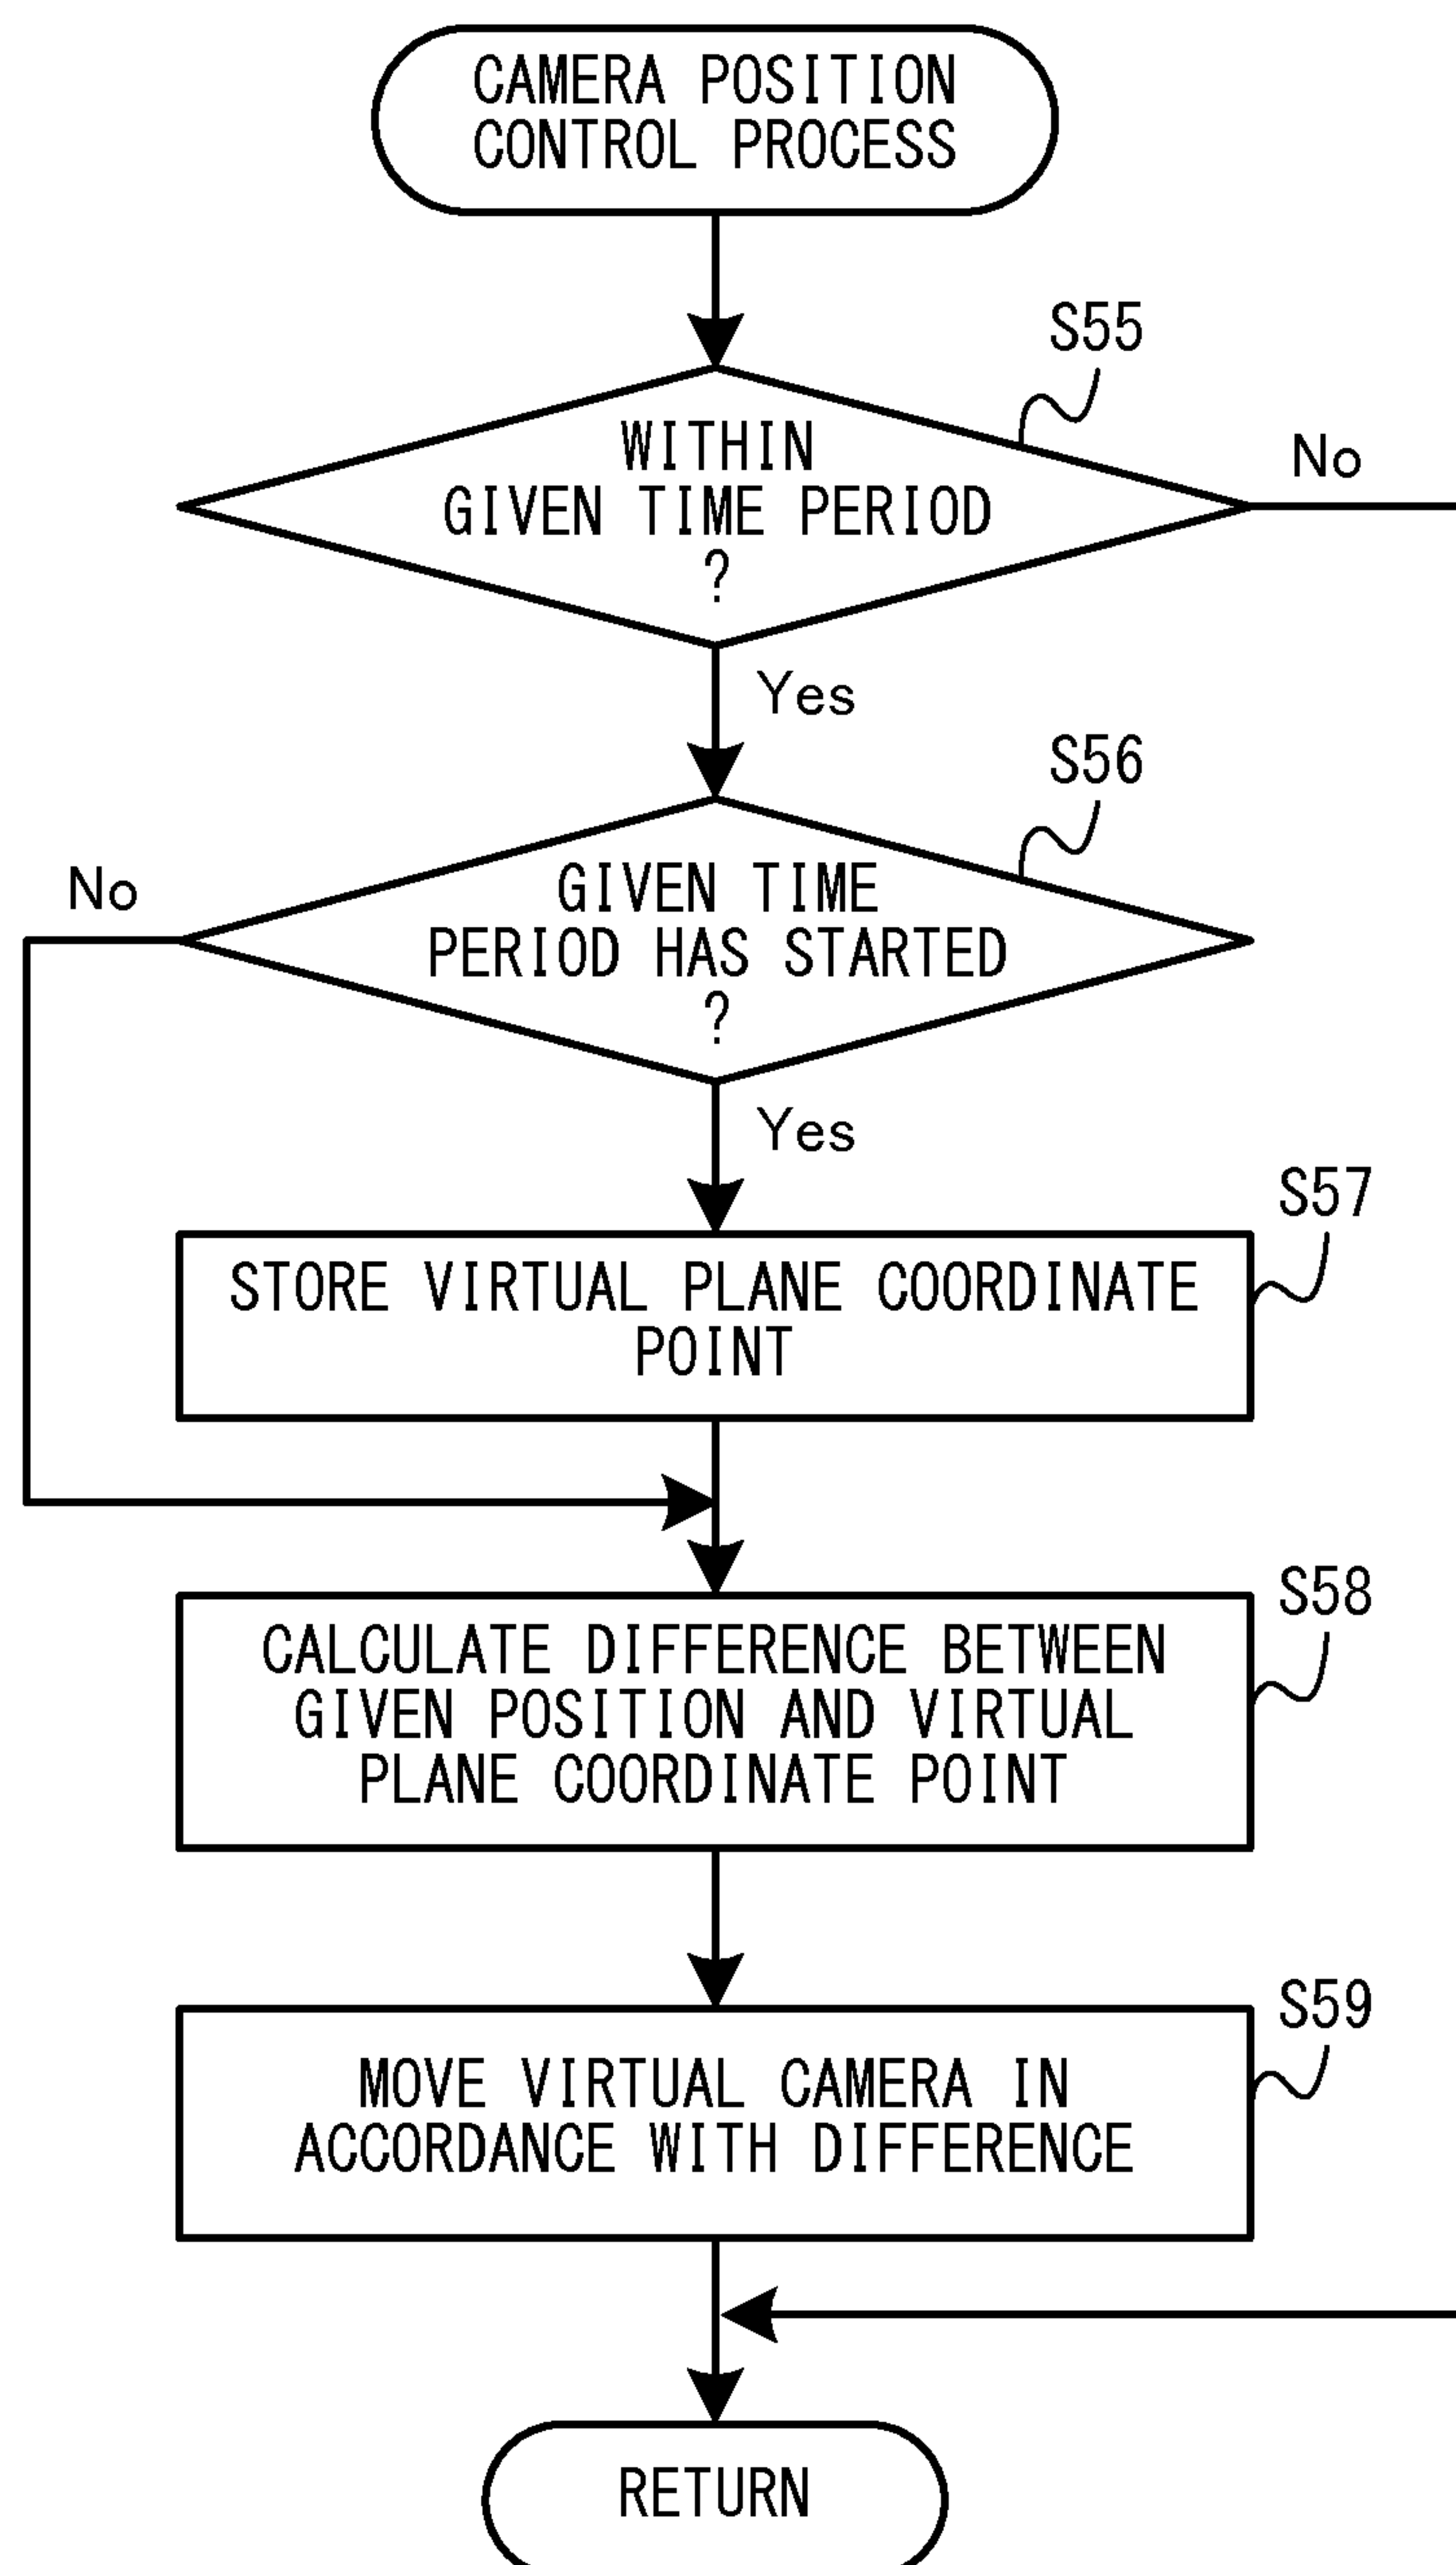 CAMERA POSITION
CONTROL PROCESS
S55
WITHIN
GIVEN TIME PERIOD
?
No
Yes
S56
GIVEN TIME
PERIOD HAS STARTED
?
No
Yes
S57
STORE VIRTUAL PLANE COORDINATE
POINT
S58
CALCULATE DIFFERENCE BETWEEN
GIVEN POSITION AND VIRTUAL
PLANE COORDINATE POINT
S59
MOVE VIRTUAL CAMERA IN
ACCORDANCE WITH DIFFERENCE
RETURN